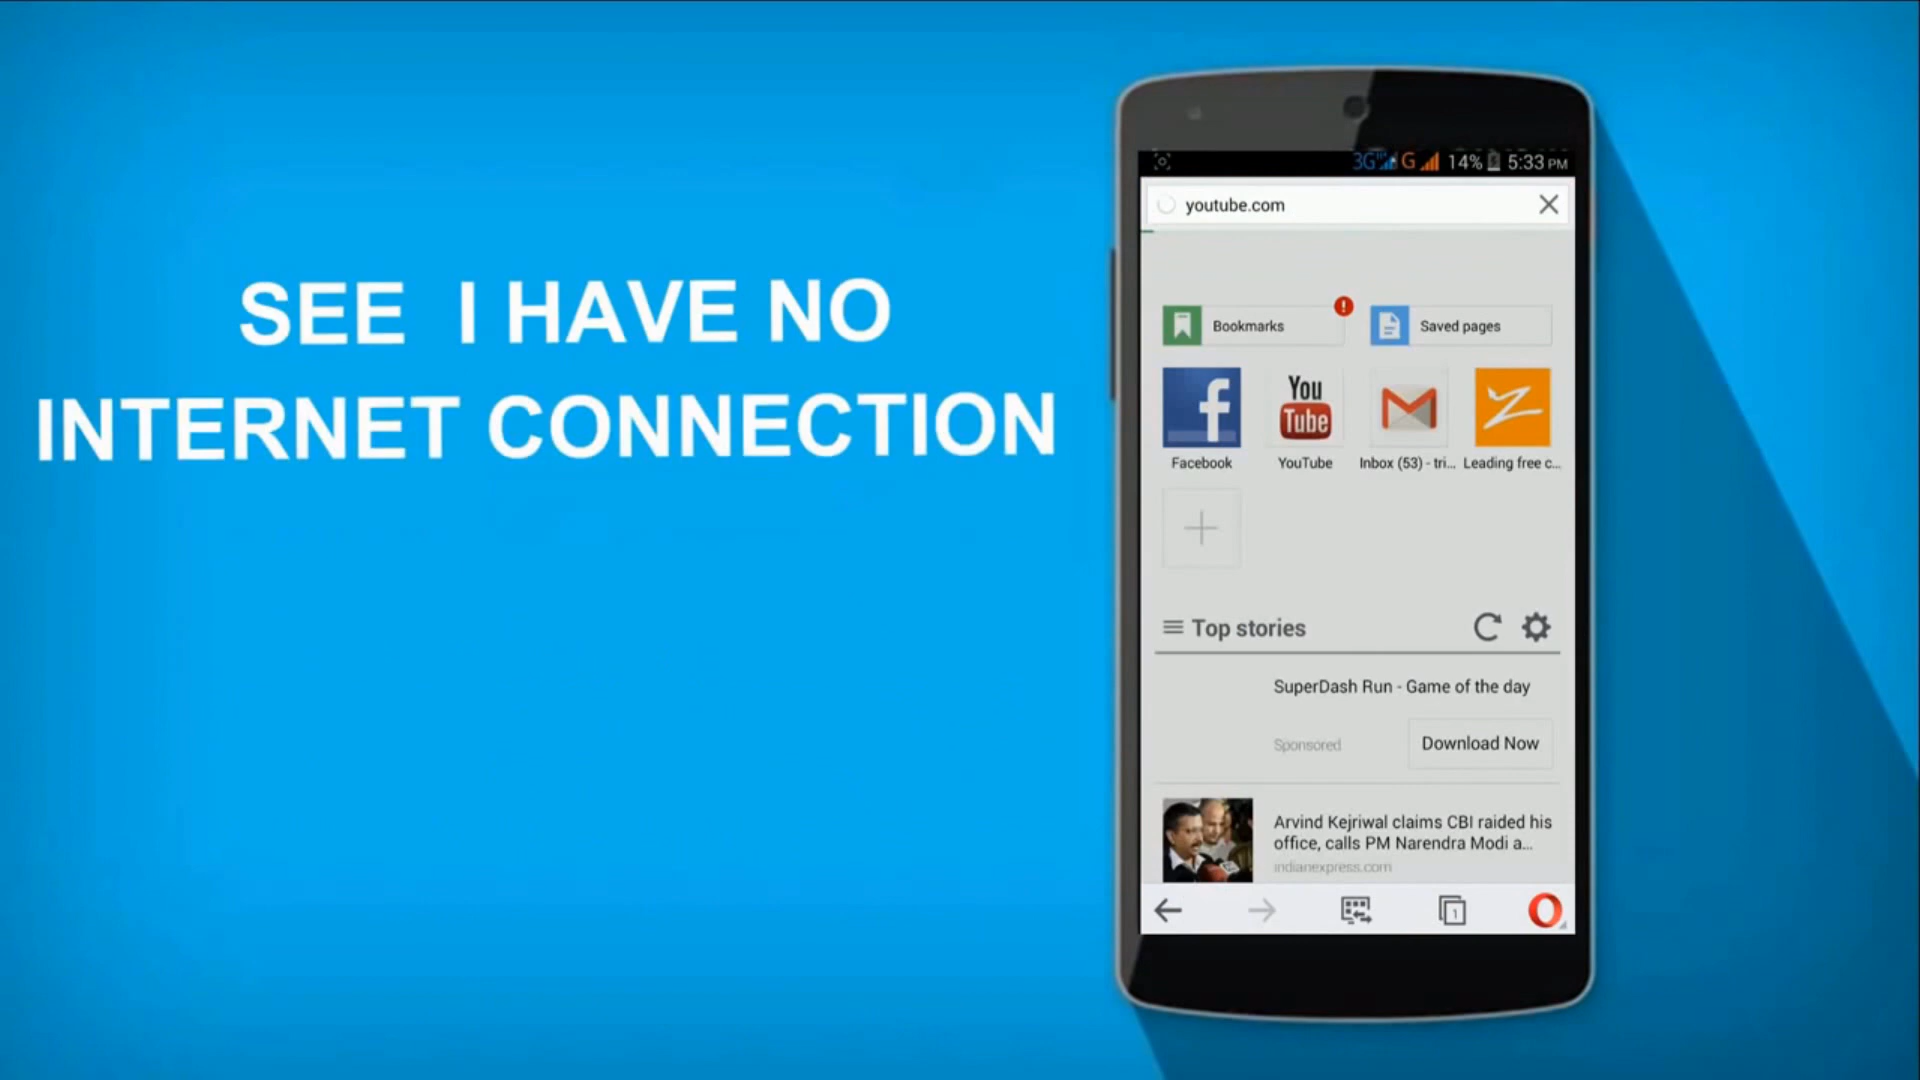 SEE I HAVE NO
INTERNET CONNECTION
3G G 14% 5:33 PM
youtube.com
Bookmarks
Saved pages
You
Tube
Facebook
YouTube
Inbox (53) - tri...
Leading free c...
Top stories
SuperDash Run - Game of the day
Sponsored
Download Now
Arvind Kejriwal claims CBI raided his
office, calls PM Narendra Modi a...
indianexpress.com
1